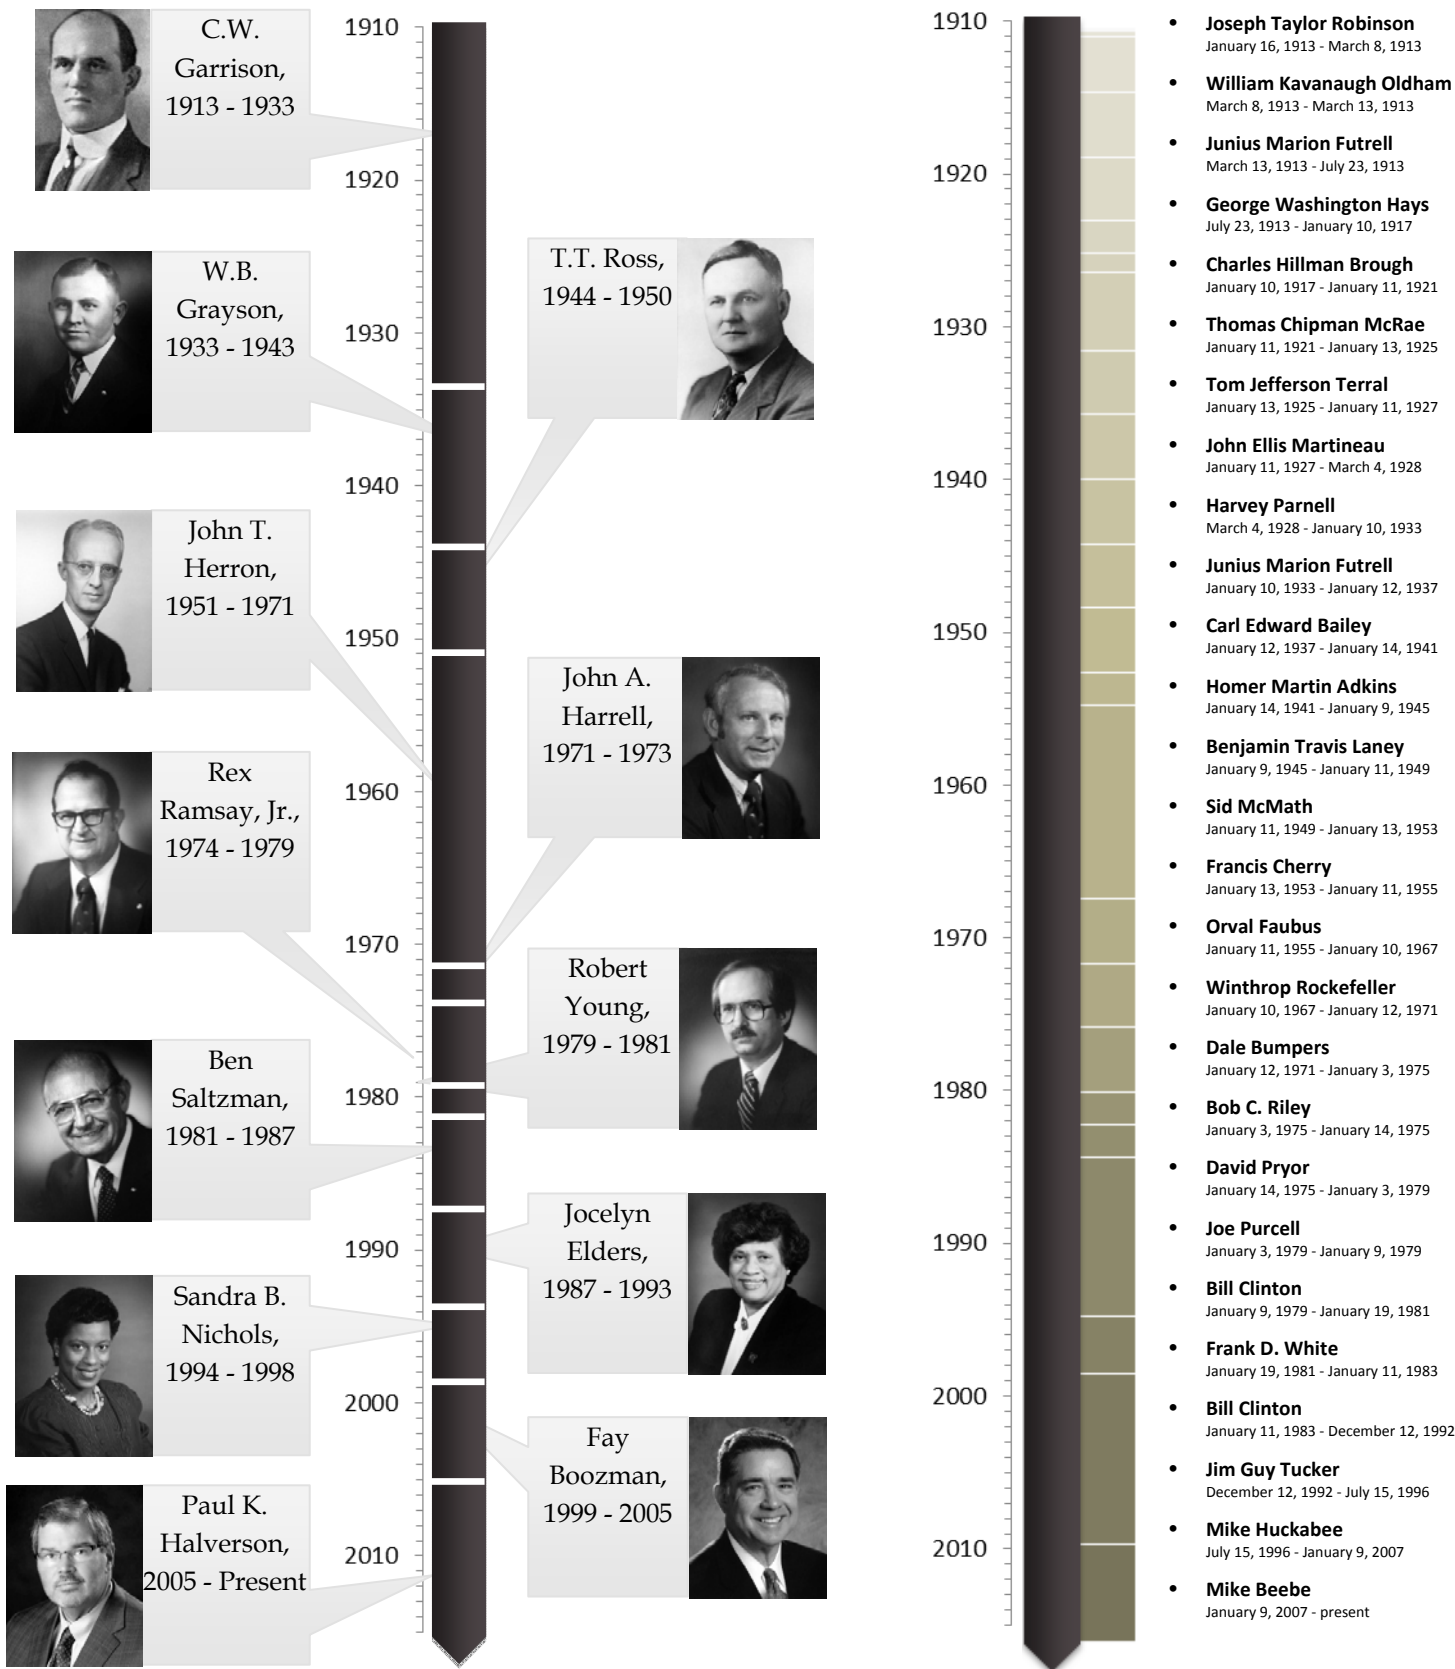 C.W.
Garrison,
1913 - 1933
W.B.
Grayson,
1933 - 1943
T.T. Ross,
1944 - 1950
John T.
Herron,
1951 - 1971
John A.
Harrell,
1971 - 1973
Rex
Ramsay, Jr.,
1974 - 1979
Robert
Young,
1979 - 1981
Ben
Saltzman,
1981 - 1987
Jocelyn
Elders,
1987 - 1993
Sandra B.
Nichols,
1994 - 1998
Fay
Boozman,
1999 - 2005
Paul K.
Halverson,
2005 - Present
1910
1920
1930
1940
1950
1960
1970
1980
1990
2000
2010
1910
1920
1930
1940
1950
1960
1970
1980
1990
2000
2010
• Joseph Taylor Robinson
January 16, 1913 - March 8, 1913
• William Kavanaugh Oldham
March 8, 1913 - March 13, 1913
• Junius Marion Futrell
March 13, 1913 - July 23, 1913
• George Washington Hays
July 23, 1913 - January 10, 1917
• Charles Hillman Brough
January 10, 1917 - January 11, 1921
• Thomas Chipman McRae
January 11, 1921 - January 13, 1925
• Tom Jefferson Terral
January 13, 1925 - January 11, 1927
• John Ellis Martineau
January 11, 1927 - March 4, 1928
• Harvey Parnell
March 4, 1928 - January 10, 1933
• Junius Marion Futrell
January 10, 1933 - January 12, 1937
• Carl Edward Bailey
January 12, 1937 - January 14, 1941
• Homer Martin Adkins
January 14, 1941 - January 9, 1945
• Benjamin Travis Laney
January 9, 1945 - January 11, 1949
• Sid McMath
January 11, 1949 - January 13, 1953
• Francis Cherry
January 13, 1953 - January 11, 1955
• Orval Faubus
January 11, 1955 - January 10, 1967
• Winthrop Rockefeller
January 10, 1967 - January 12, 1971
• Dale Bumpers
January 12, 1971 - January 3, 1975
• Bob C. Riley
January 3, 1975 - January 14, 1975
• David Pryor
January 14, 1975 - January 3, 1979
• Joe Purcell
January 3, 1979 - January 9, 1979
• Bill Clinton
January 9, 1979 - January 19, 1981
• Frank D. White
January 19, 1981 - January 11, 1983
• Bill Clinton
January 11, 1983 - December 12, 1992
• Jim Guy Tucker
December 12, 1992 - July 15, 1996
• Mike Huckabee
July 15, 1996 - January 9, 2007
• Mike Beebe
January 9, 2007 - present